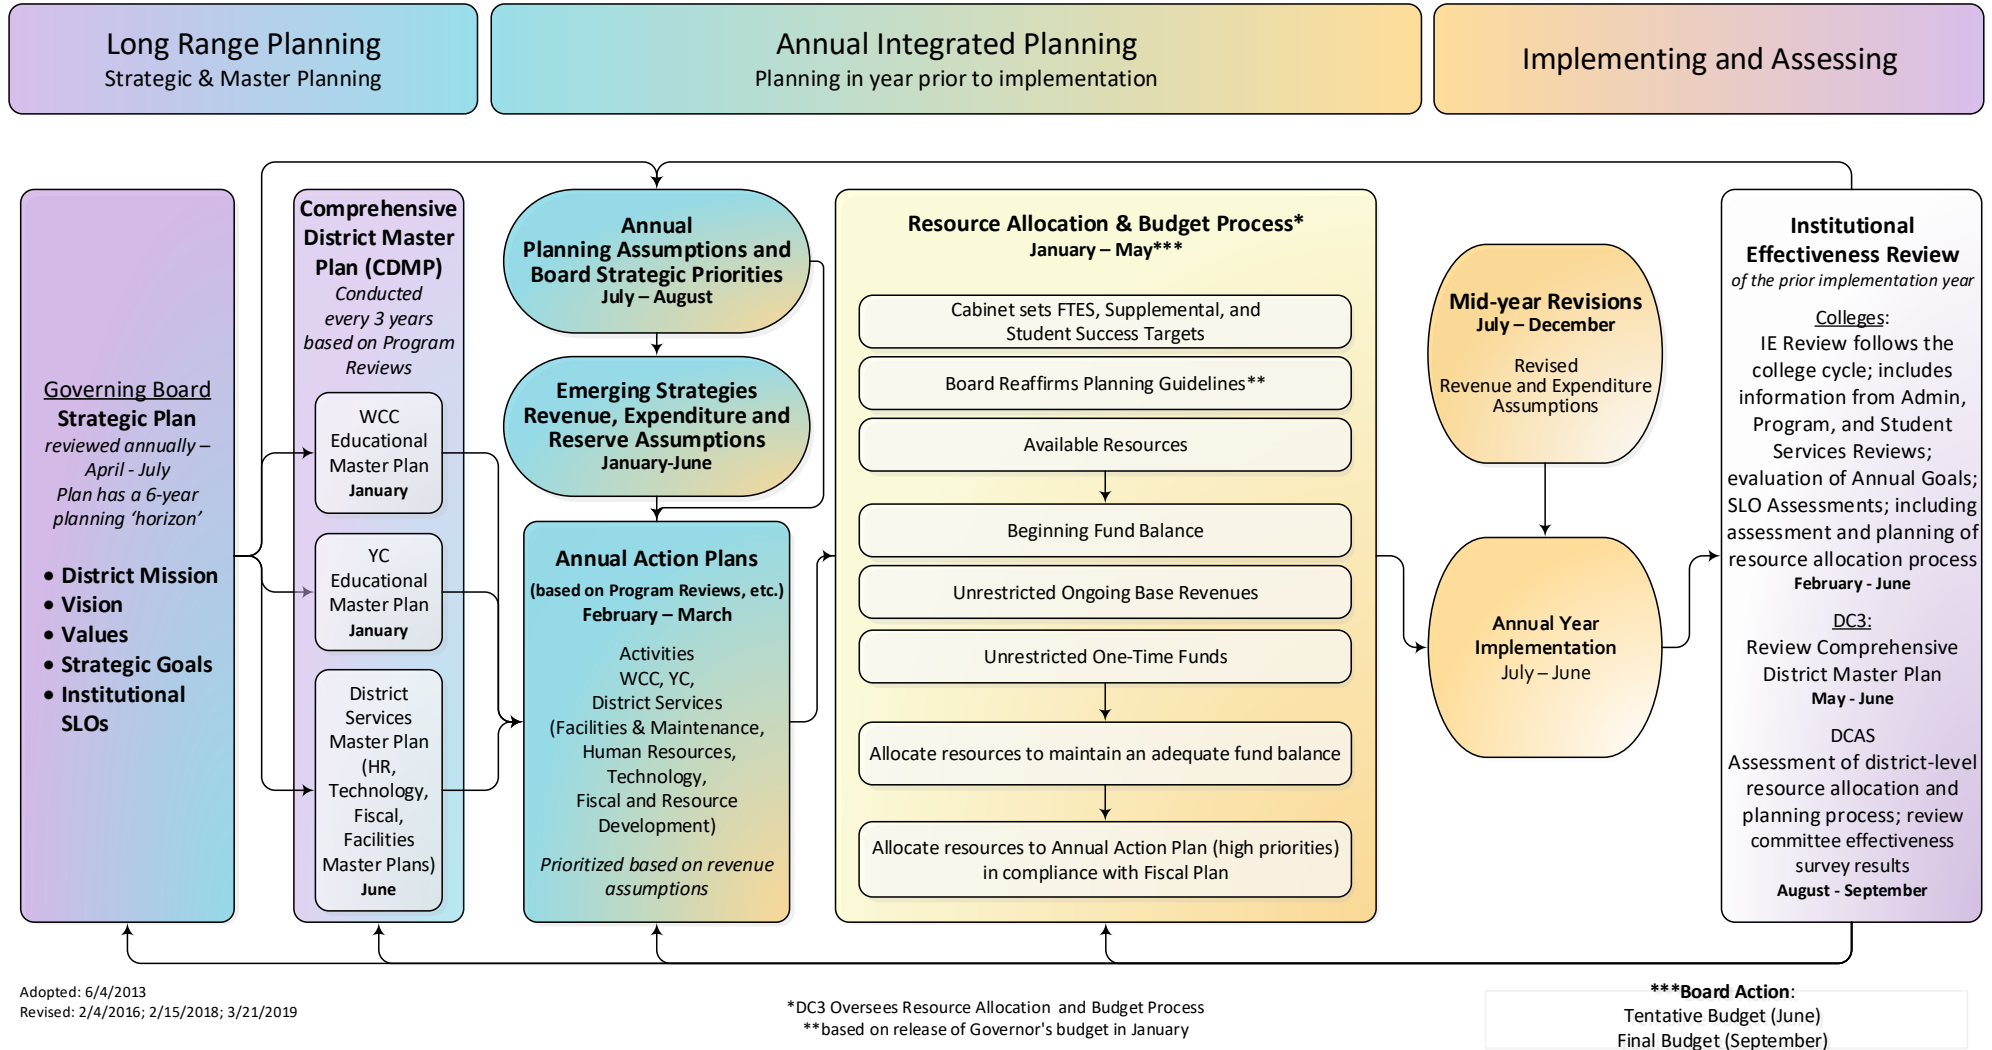 Long Range Planning
Strategic & Master Planning
Annual Integrated Planning
Planning in year prior to implementation
Implementing and Assessing
Governing Board
Strategic Plan
reviewed annually –
April - July
Plan has a 6-year
planning ‘horizon’
• District Mission
• Vision
• Values
• Strategic Goals
• Institutional
SLOs
Comprehensive
District Master
Plan (CDMP)
Conducted
every 3 years
based on Program
Reviews
WCC
Educational
Master Plan
January
YC
Educational
Master Plan
January
District
Services
Master Plan
(HR,
Technology,
Fiscal,
Facilities
Master Plans)
June
Annual
Planning Assumptions and
Board Strategic Priorities
July – August
Emerging Strategies
Revenue, Expenditure and
Reserve Assumptions
January-June
Annual Action Plans
(based on Program Reviews, etc.)
February – March
Activities
WCC, YC,
District Services
(Facilities & Maintenance,
Human Resources,
Technology,
Fiscal and Resource
Development)
Prioritized based on revenue
assumptions
Resource Allocation & Budget Process*
January – May***
Cabinet sets FTES, Supplemental, and
Student Success Targets
Board Reaffirms Planning Guidelines**
Available Resources
Beginning Fund Balance
Unrestricted Ongoing Base Revenues
Unrestricted One-Time Funds
Allocate resources to maintain an adequate fund balance
Allocate resources to Annual Action Plan (high priorities)
in compliance with Fiscal Plan
Mid-year Revisions
July – December
Revised
Revenue and Expenditure
Assumptions
Annual Year
Implementation
July – June
Institutional
Effectiveness Review
of the prior implementation year
Colleges:
IE Review follows the
college cycle; includes
information from Admin,
Program, and Student
Services Reviews;
evaluation of Annual Goals;
SLO Assessments; including
assessment and planning of
resource allocation process
February - June
DC3:
Review Comprehensive
District Master Plan
May - June
DCAS
Assessment of district-level
resource allocation and
planning process; review
committee effectiveness
survey results
August - September
Adopted: 6/4/2013
Revised: 2/4/2016; 2/15/2018; 3/21/2019
*DC3 Oversees Resource Allocation and Budget Process
**based on release of Governor's budget in January
***Board Action:
Tentative Budget (June)
Final Budget (September)